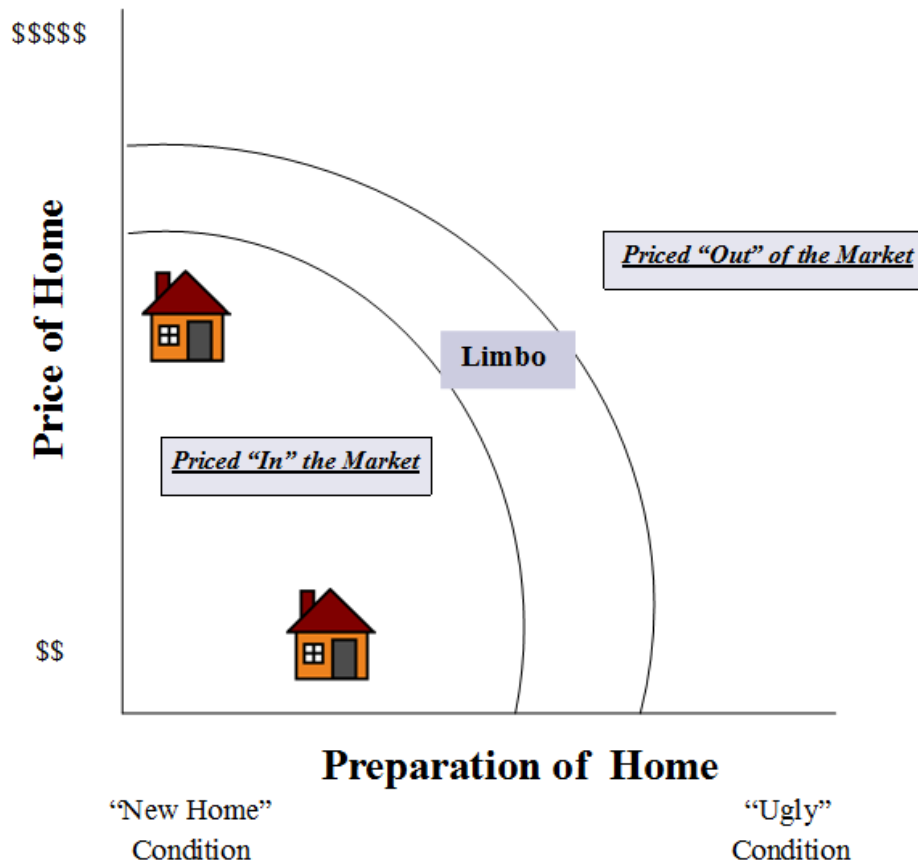 $$$$$
Price of Home
Priced “Out” of the Market
Limbo
Priced “In” the Market
$$
Preparation of  Home
“New Home”
Condition
“Ugly”
Condition